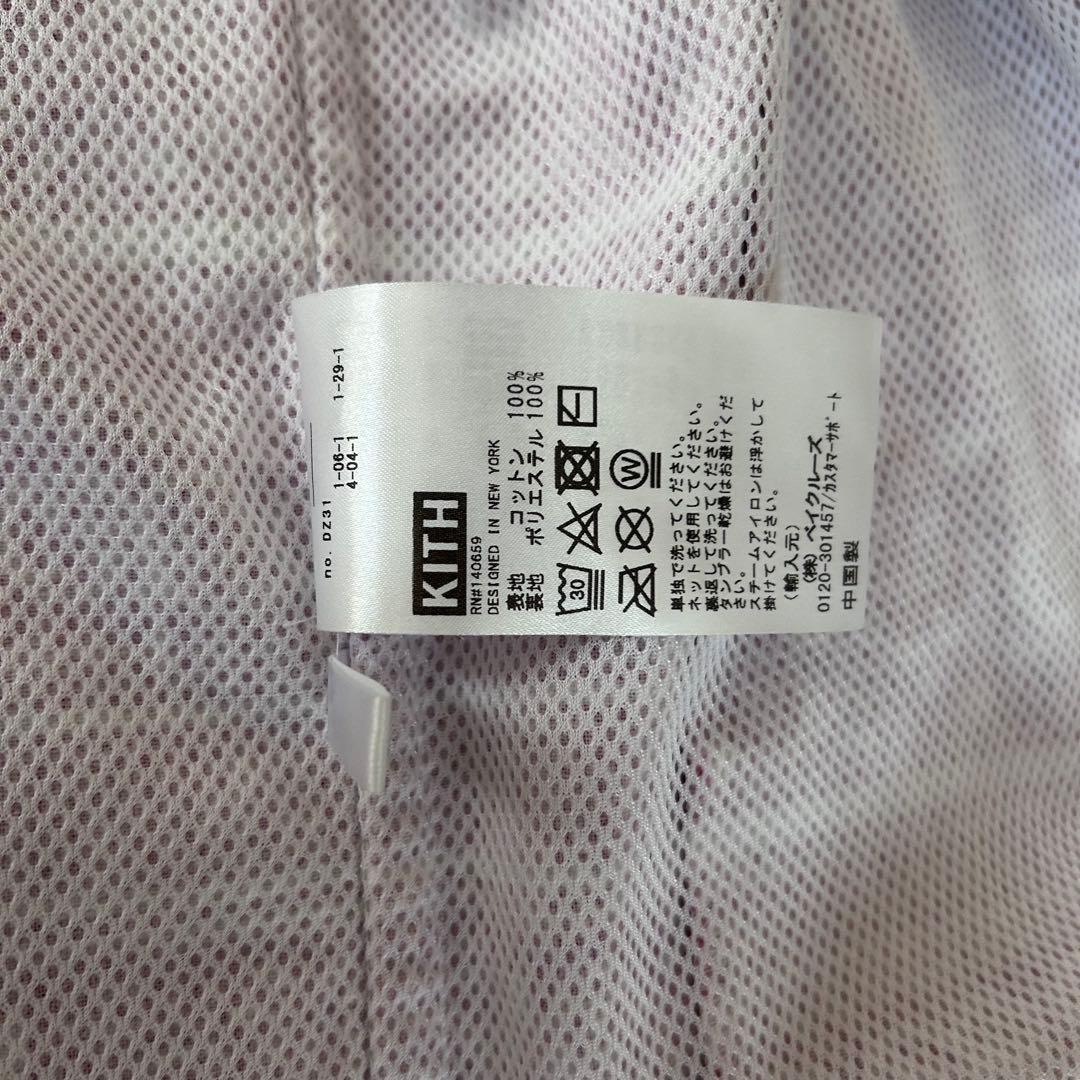 no. DZ31 1-06-1 1-29-1
4-04-1
KITH
RN#140659
DESIGNED IN NEW YORK
表地 コットン 100%
裏地 ポリエステル 100%
30
W
単独で洗ってください。
ネットを使用してください。
裏返して洗ってください。
タンブラー乾燥はお避けくだ
さい。
スチームアイロンは浮かして
掛けてください。
(輸入元)
(株) ベイクルーズ
0120-301457/カスタマーサポート
中国製